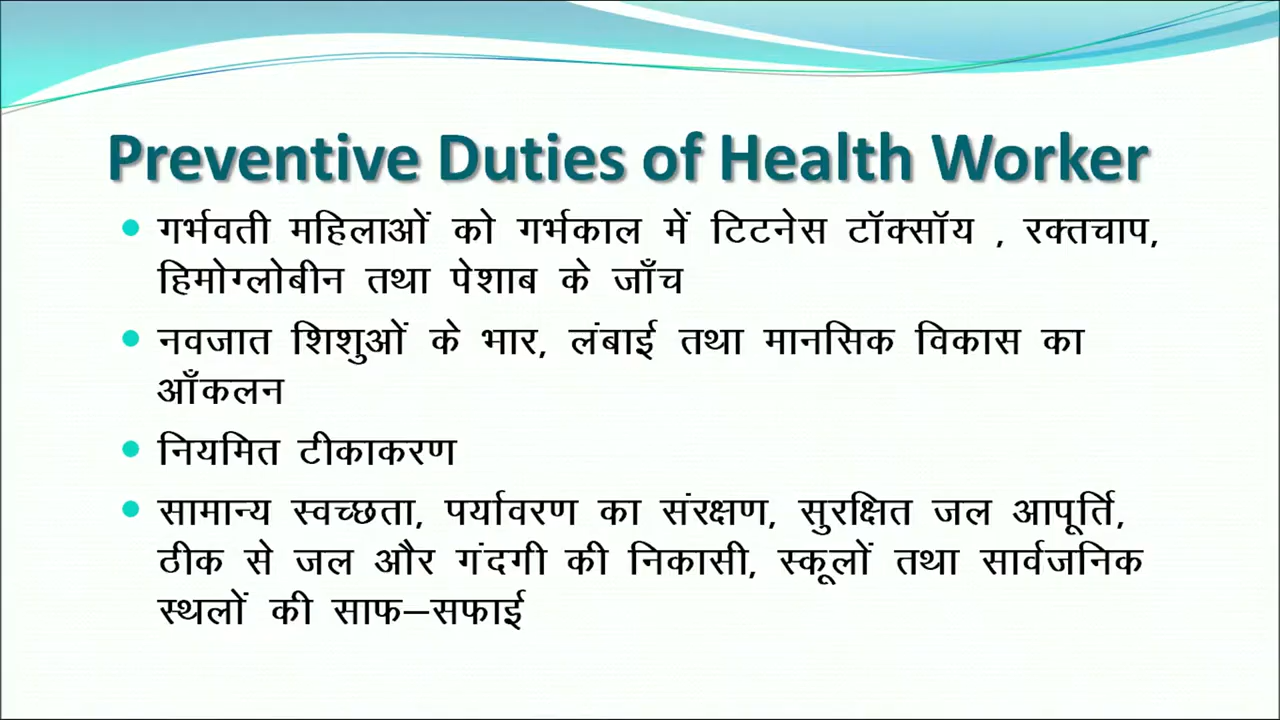 Preventive Duties of Health Worker
गर्भवती महिलाओं को गर्भकाल में टिटनेस टॉक्सॉय , रक्तचाप,
हिमोग्लोबीन तथा पेशाब के जाँच
नवजात शिशुओं के भार, लंबाई तथा मानसिक विकास का
आँकलन
नियमित टीकाकरण
सामान्य स्वच्छता, पर्यावरण का संरक्षण, सुरक्षित जल आपूर्ति,
ठीक से जल और गंदगी की निकासी, स्कूलों तथा सार्वजनिक
स्थलों की साफ–सफाई